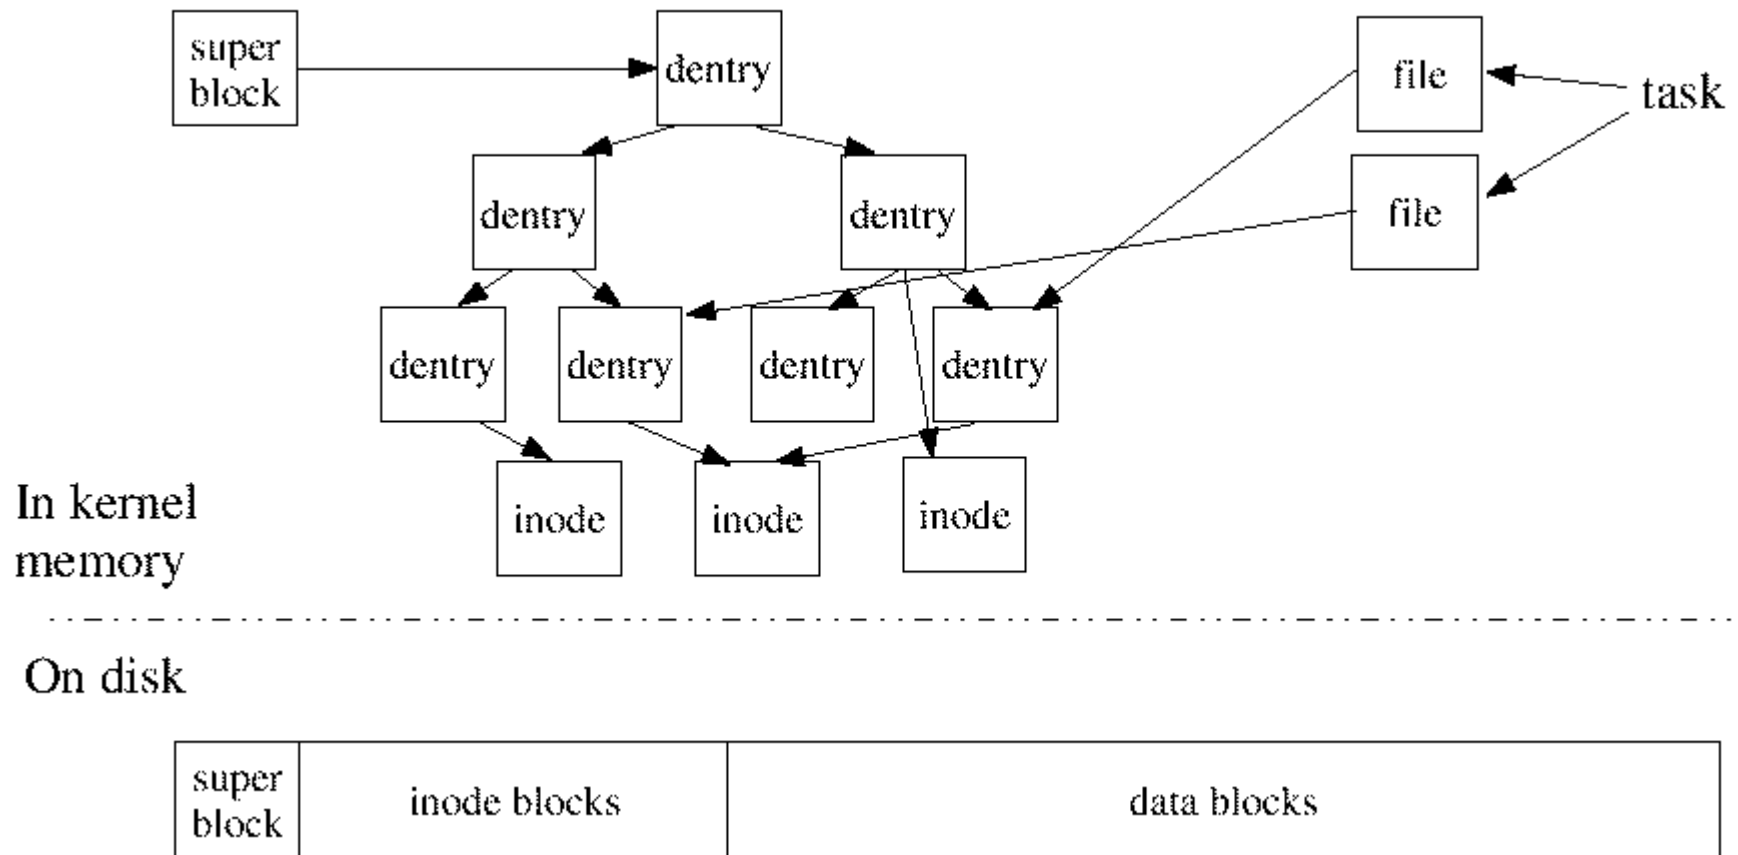 super
block
dentry
file
task
dentry
dentry
file
dentry
dentry
dentry
dentry
inode
inode
inode
In kernel
memory
On disk
super
block
inode blocks
data blocks